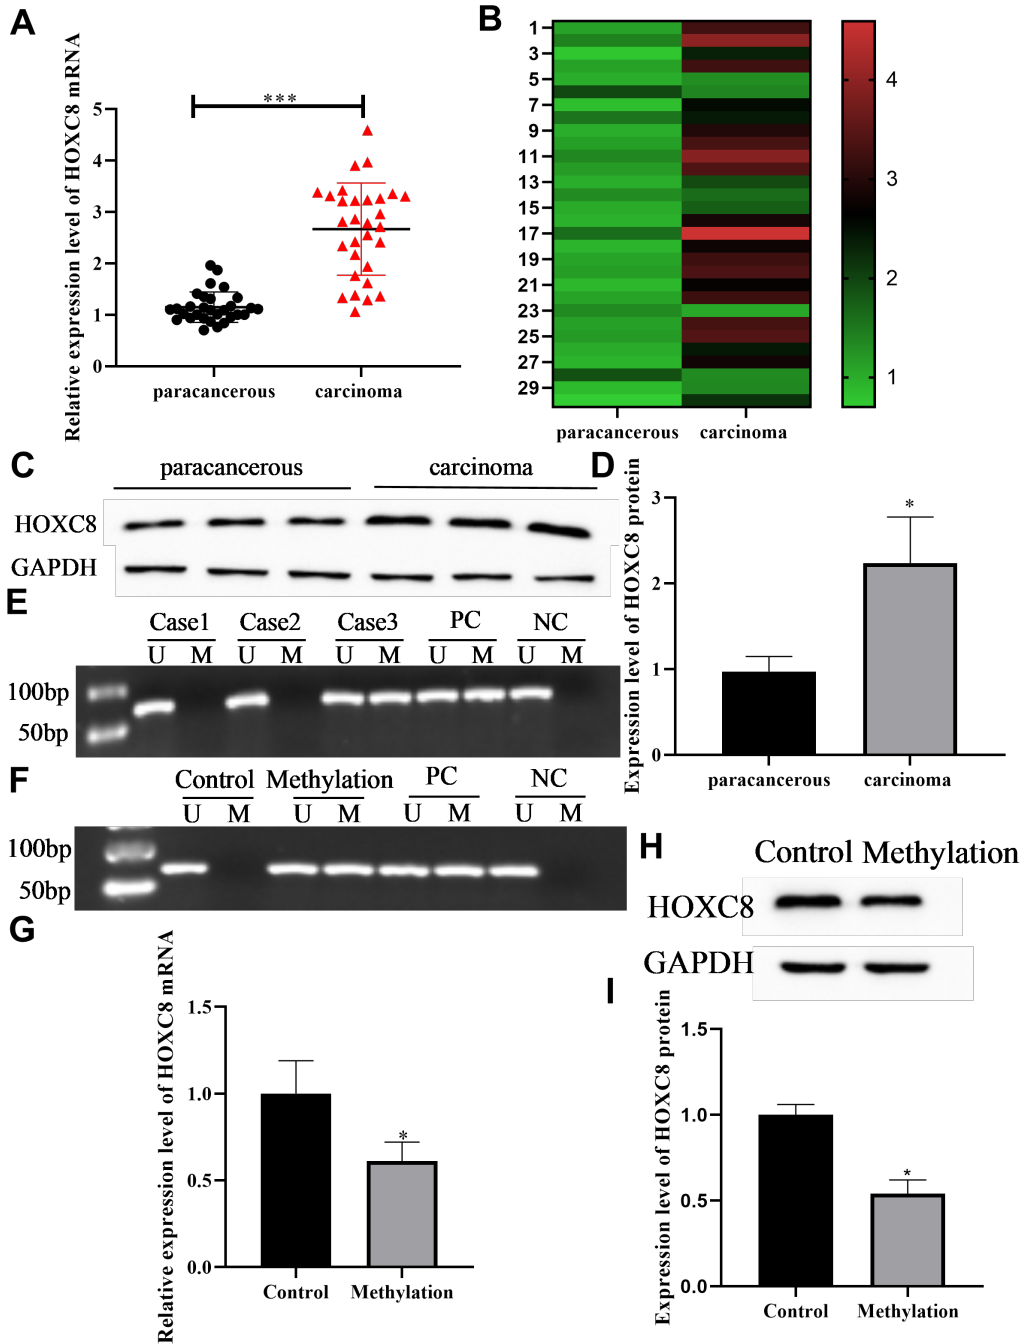 A
Relative expression level of HOXC8 mRNA
5
4
3
2
1
0
***
paracancerous
carcinoma
B
1
3
5
7
9
11
13
15
17
19
21
23
25
27
29
paracancerous
carcinoma
4
3
2
1
C
paracancerous
carcinoma
HOXC8
GAPDH
D
Expression level of HOXC8 protein
3
2
1
0
*
paracancerous
carcinoma
E
Case1 Case2 Case3 PC NC
U M U M U M U M U M
100bp
50bp
F
Control Methylation PC NC
U M U M U M U M
100bp
50bp
G
Relative expression level of HOXC8 mRNA
1.5
1.0
0.5
0.0
*
Control
Methylation
H
Control Methylation
HOXC8
GAPDH
I
Expression level of HOXC8 protein
1.5
1.0
0.5
0.0
*
Control
Methylation